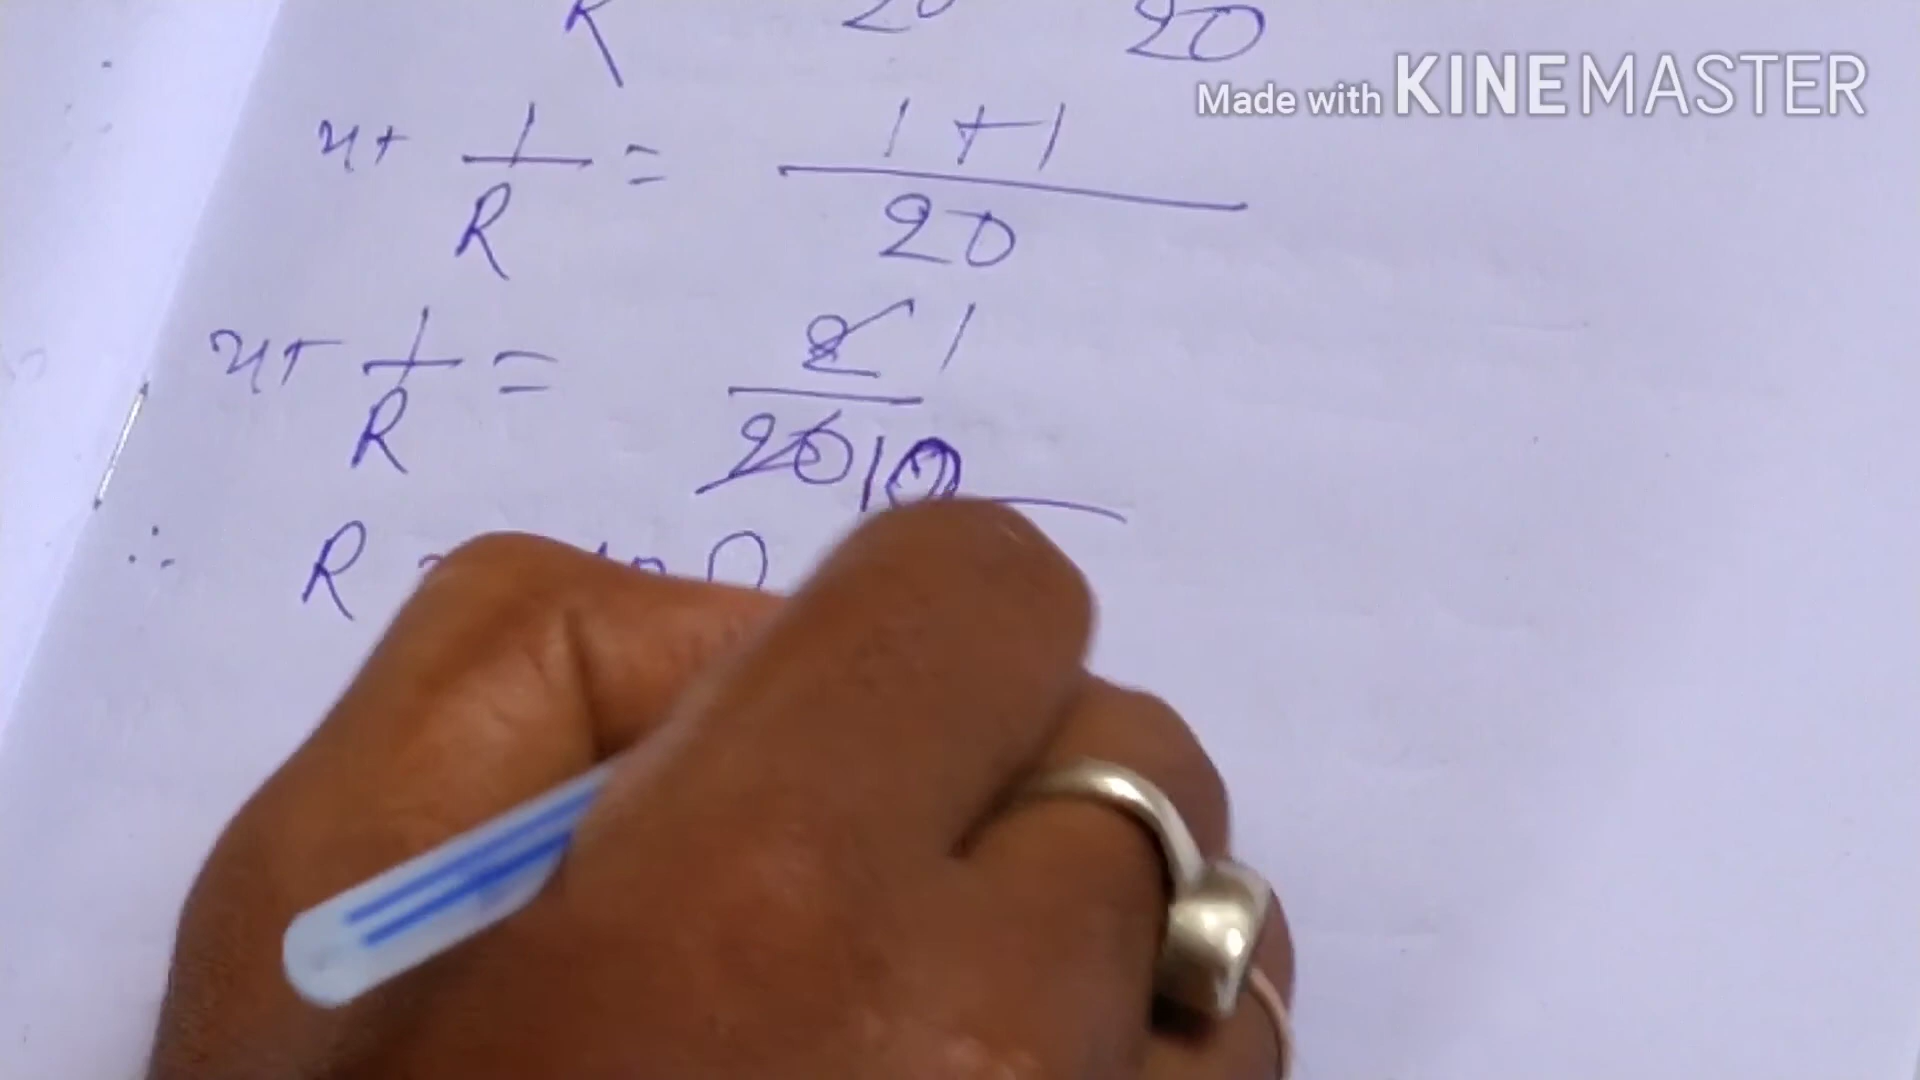 R 20 20
Made with KINEMASTER
x+ 1/R = 1+1/20
x+ 1/R = 2 1/20 10
∴ R